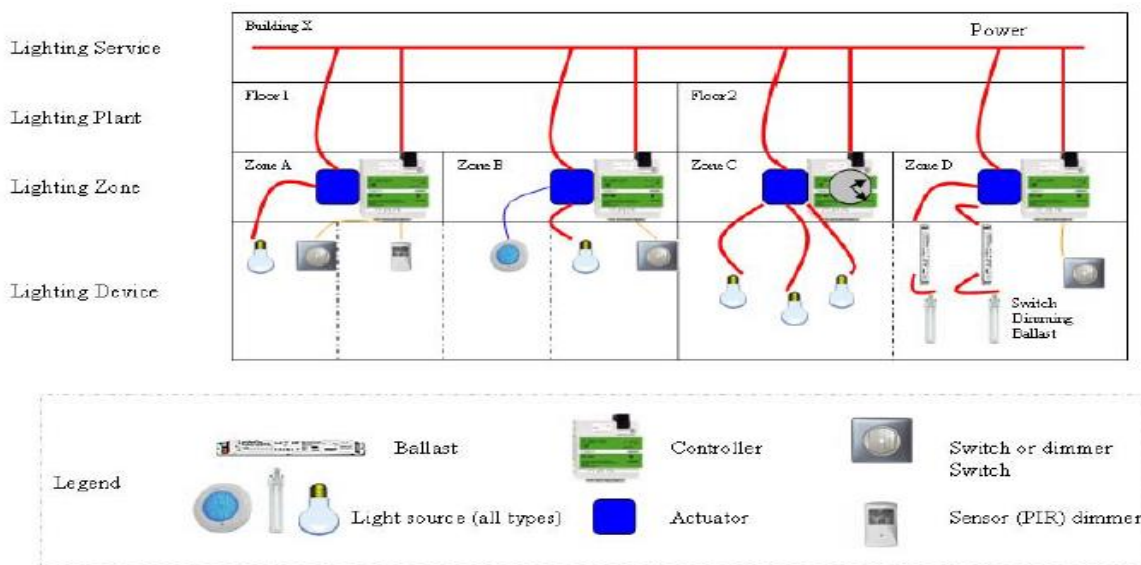 Building X
Power
Lighting Service
Floor 1
Floor 2
Lighting Plant
Zone A
Zone B
Zone C
Zone D
Lighting Zone
Lighting Device
Switch
Dimming
Ballast
Legend
Ballast
Controller
Switch or dimmer
Switch
Light source (all types)
Actuator
Sensor (PIR) dimmer